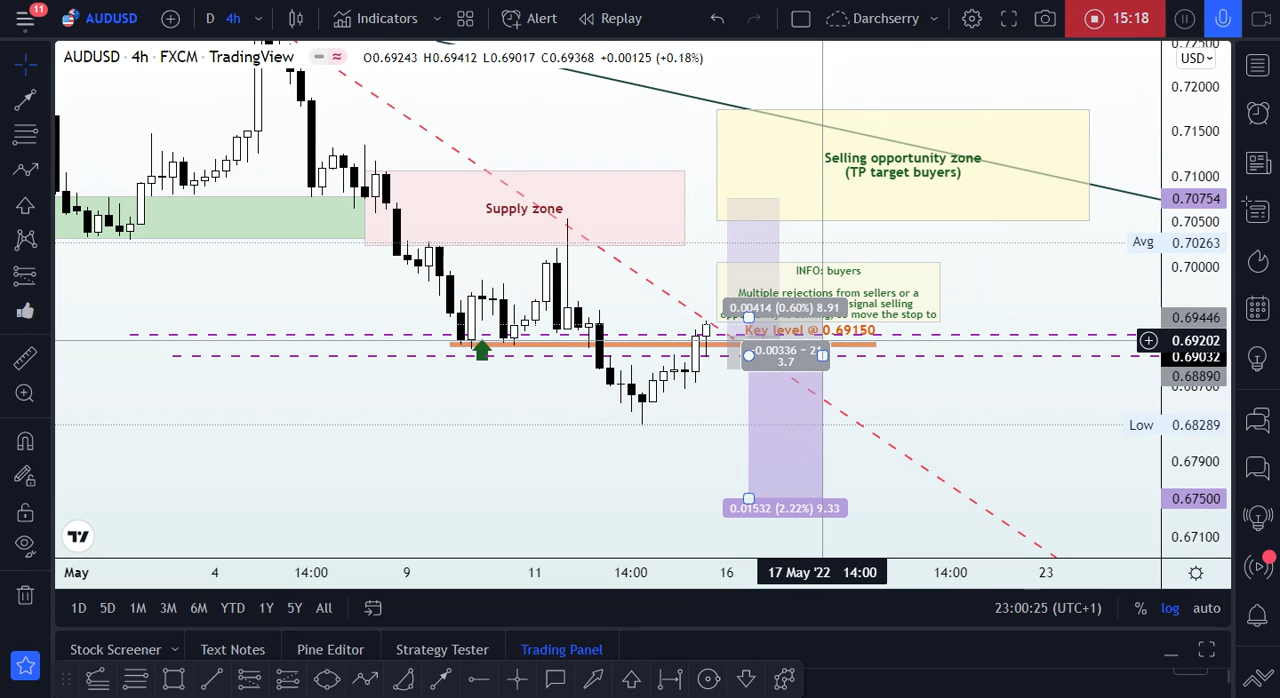 11
AUDUSD
D
4h
Indicators
Alert
Replay
Darchserry
15:18
AUDUSD · 4h · FXCM · TradingView
O0.69243 H0.69412 L0.69017 C0.69368 +0.00125 (+0.18%)
USD
0.72500
0.72000
0.71500
0.71000
0.70754
0.70500
Avg 0.70263
0.70000
0.69446
0.69202
0.69032
0.68890
0.68700
Low 0.68289
0.67900
0.67500
0.67100
Selling opportunity zone
(TP target buyers)
Supply zone
INFO: buyers
Multiple rejections from sellers or a
signal selling
move the stop to
0.00414 (0.60%) 8.91
Key level @ 0.69150
3.7
0.01532 (2.22%) 9.33
May
4
14:00
9
11
14:00
16
17 May '22 14:00
14:00
23
1D 5D 1M 3M 6M YTD 1Y 5Y All
23:00:25 (UTC+1)
% log auto
Stock Screener
Text Notes
Pine Editor
Strategy Tester
Trading Panel